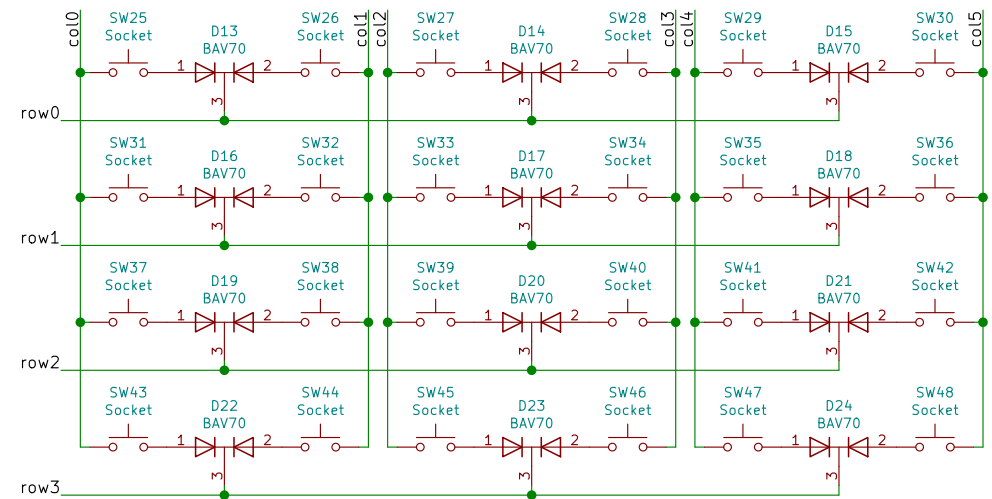 col0
SW25
Socket
D13
BAV70
SW26
Socket
col1
col2
SW27
Socket
D14
BAV70
SW28
Socket
col3
col4
SW29
Socket
D15
BAV70
SW30
Socket
col5
1 2
3
1 2
3
1 2
3
row0
SW31
Socket
D16
BAV70
SW32
Socket
SW33
Socket
D17
BAV70
SW34
Socket
SW35
Socket
D18
BAV70
SW36
Socket
1 2
3
1 2
3
1 2
3
row1
SW37
Socket
D19
BAV70
SW38
Socket
SW39
Socket
D20
BAV70
SW40
Socket
SW41
Socket
D21
BAV70
SW42
Socket
1 2
3
1 2
3
1 2
3
row2
SW43
Socket
D22
BAV70
SW44
Socket
SW45
Socket
D23
BAV70
SW46
Socket
SW47
Socket
D24
BAV70
SW48
Socket
1 2
3
1 2
3
1 2
3
row3